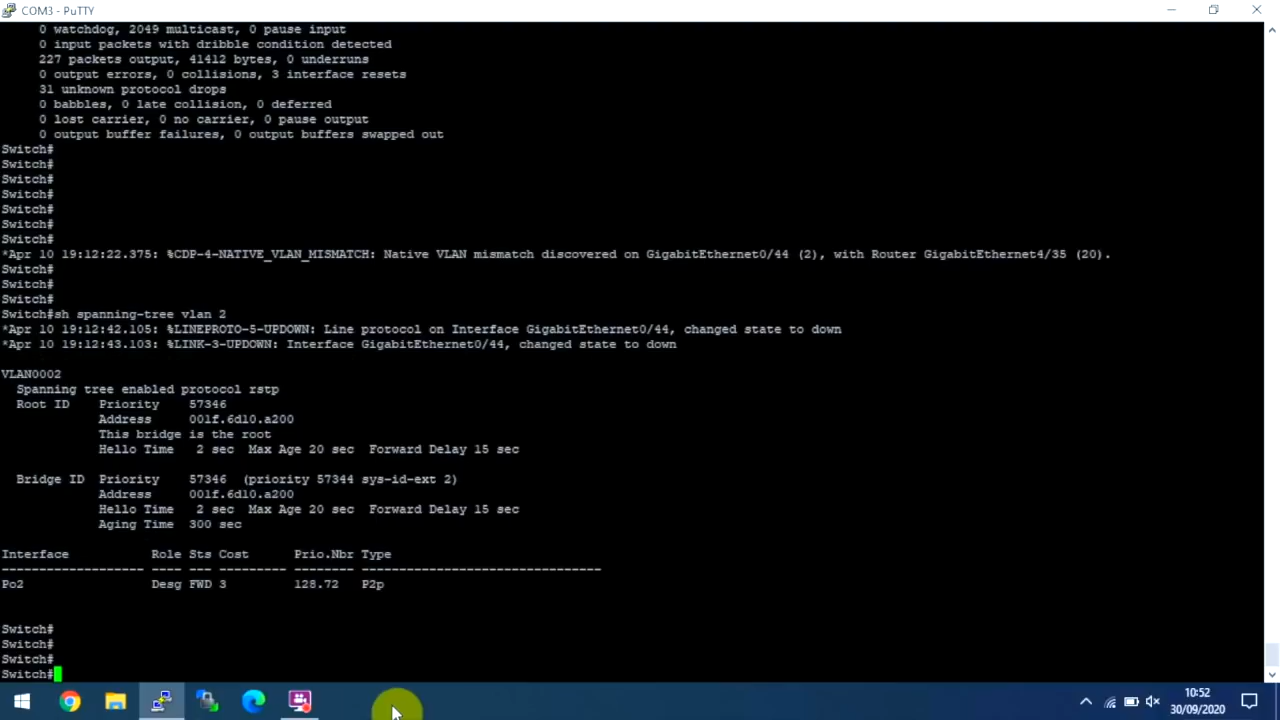 COM3 - PuTTY
0 watchdog, 2049 multicast, 0 pause input
0 input packets with dribble condition detected
227 packets output, 41412 bytes, 0 underruns
0 output errors, 0 collisions, 3 interface resets
31 unknown protocol drops
0 babbles, 0 late collision, 0 deferred
0 lost carrier, 0 no carrier, 0 pause output
0 output buffer failures, 0 output buffers swapped out
Switch#
Switch#
Switch#
Switch#
Switch#
Switch#
Switch#
*Apr 10 19:12:22.375: %CDP-4-NATIVE_VLAN_MISMATCH: Native VLAN mismatch discovered on GigabitEthernet0/44 (2), with Router GigabitEthernet4/35 (20).
Switch#
Switch#
Switch#
Switch#sh spanning-tree vlan 2
*Apr 10 19:12:42.105: %LINEPROTO-5-UPDOWN: Line protocol on Interface GigabitEthernet0/44, changed state to down
*Apr 10 19:12:43.103: %LINK-3-UPDOWN: Interface GigabitEthernet0/44, changed state to down
VLAN0002
Spanning tree enabled protocol rstp
Root ID Priority 57346
Address 001f.6d10.a200
This bridge is the root
Hello Time 2 sec Max Age 20 sec Forward Delay 15 sec
Bridge ID Priority 57346 (priority 57344 sys-id-ext 2)
Address 001f.6d10.a200
Hello Time 2 sec Max Age 20 sec Forward Delay 15 sec
Aging Time 300 sec
Interface Role Sts Cost Prio.Nbr Type
------------------- ---- --- --------- -------- --------------------------------
Po2 Desg FWD 3 128.72 P2p
Switch#
Switch#
Switch#
Switch#
10:52
30/09/2020